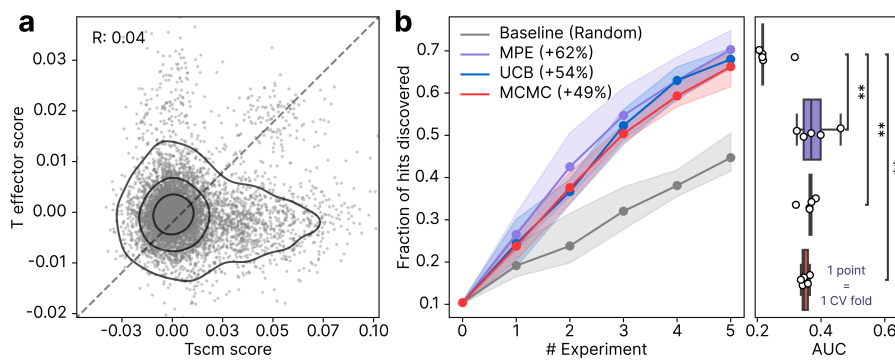 a
R: 0.04
0.03
0.02
0.01
0.00
-0.01
-0.02
T effector score
-0.03
0.00
0.03
0.05
0.07
0.10
Tscm score
b
Baseline (Random)
MPE (+62%)
UCB (+54%)
MCMC (+49%)
0.7
0.6
0.5
0.4
0.3
0.2
0.1
Fraction of hits discovered
0
1
2
3
4
5
# Experiment
**
**
1 point
=
1 CV fold
0.2
0.4
0.6
AUC